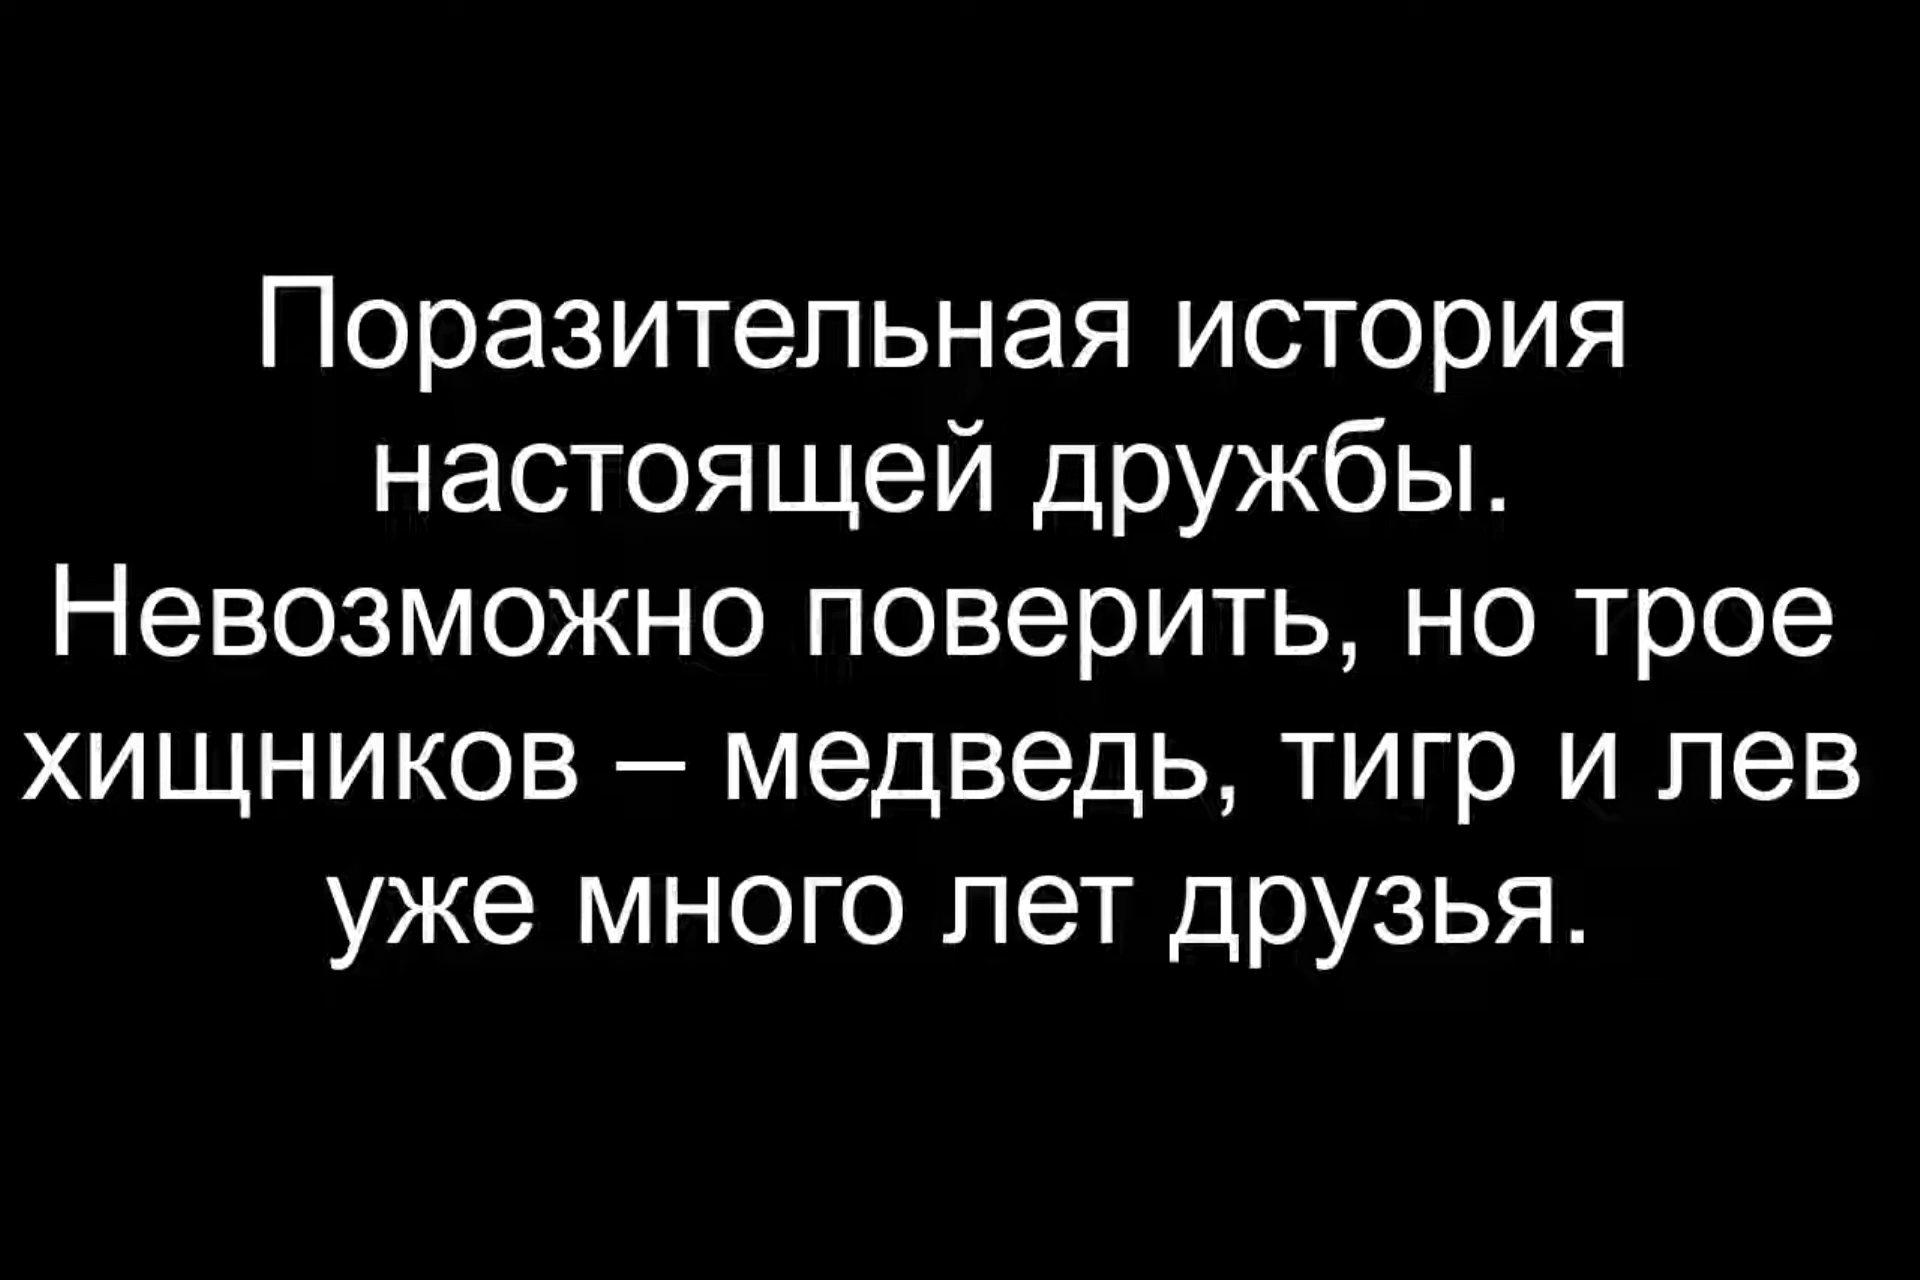 Поразительная история
настоящей дружбы.
Невозможно поверить, но трое
хищников – медведь, тигр и лев
уже много лет друзья.